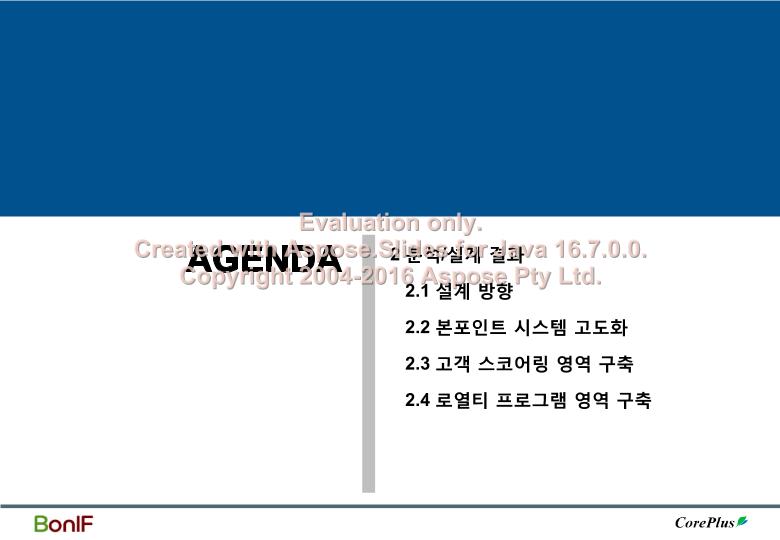 Evaluation only.
Created with Aspose.Slides for Java 16.7.0.0.
Copyright 2004-2016 Aspose Pty Ltd.
AGENDA
2 분석/설계 결과
2.1 설계 방향
2.2 본포인트 시스템 고도화
2.3 고객 스코어링 영역 구축
2.4 로열티 프로그램 영역 구축
BonIF
CorePlus